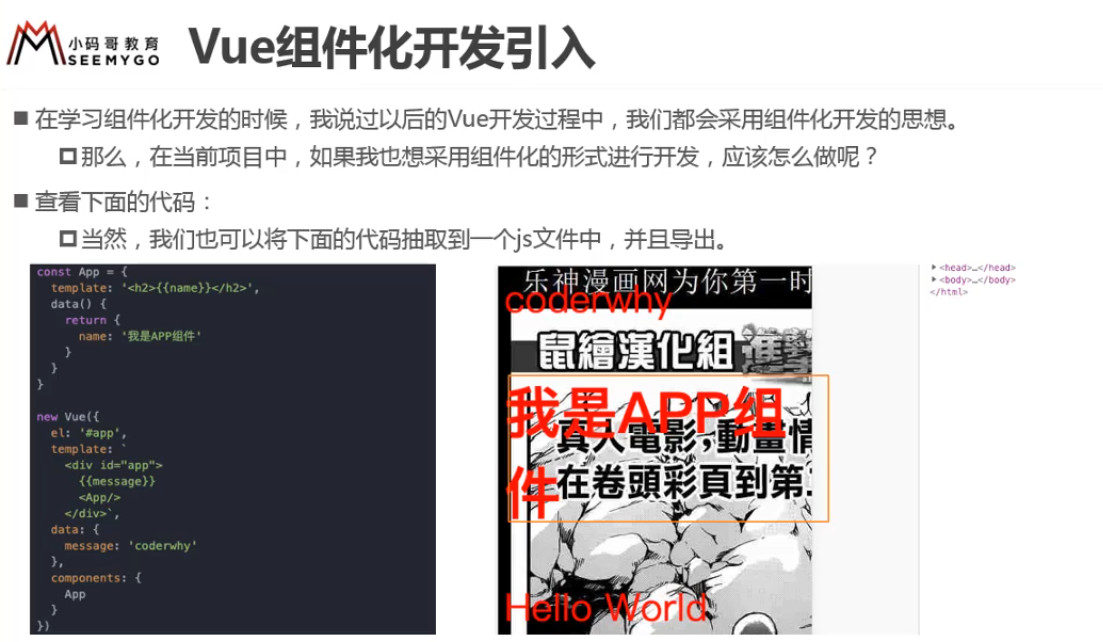 小码哥教育
SEEMYGO
Vue组件化开发引入
在学习组件化开发的时候，我说过以后的Vue开发过程中，我们都会采用组件化开发的思想。
那么，在当前项目中，如果我也想采用组件化的形式进行开发，应该怎么做呢？
查看下面的代码：
当然，我们也可以将下面的代码抽取到一个js文件中，并且导出。
const App = {
template: '<h2>{{name}}</h2>',
data() {
return {
name: '我是APP组件'
}
}
}
new Vue({
el: '#app',
template: `
<div id="app">
{{message}}
<App/>
</div>`,
data: {
message: 'coderwhy'
},
components: {
App
}
})
乐神漫画网为你第一时
coderwhy
鼠繪漢化組 進擊
我是APP组
件
真人電影,動畫情
在卷頭彩頁到第
Hello World
<head>…</head>
<body>…</body>
</html>